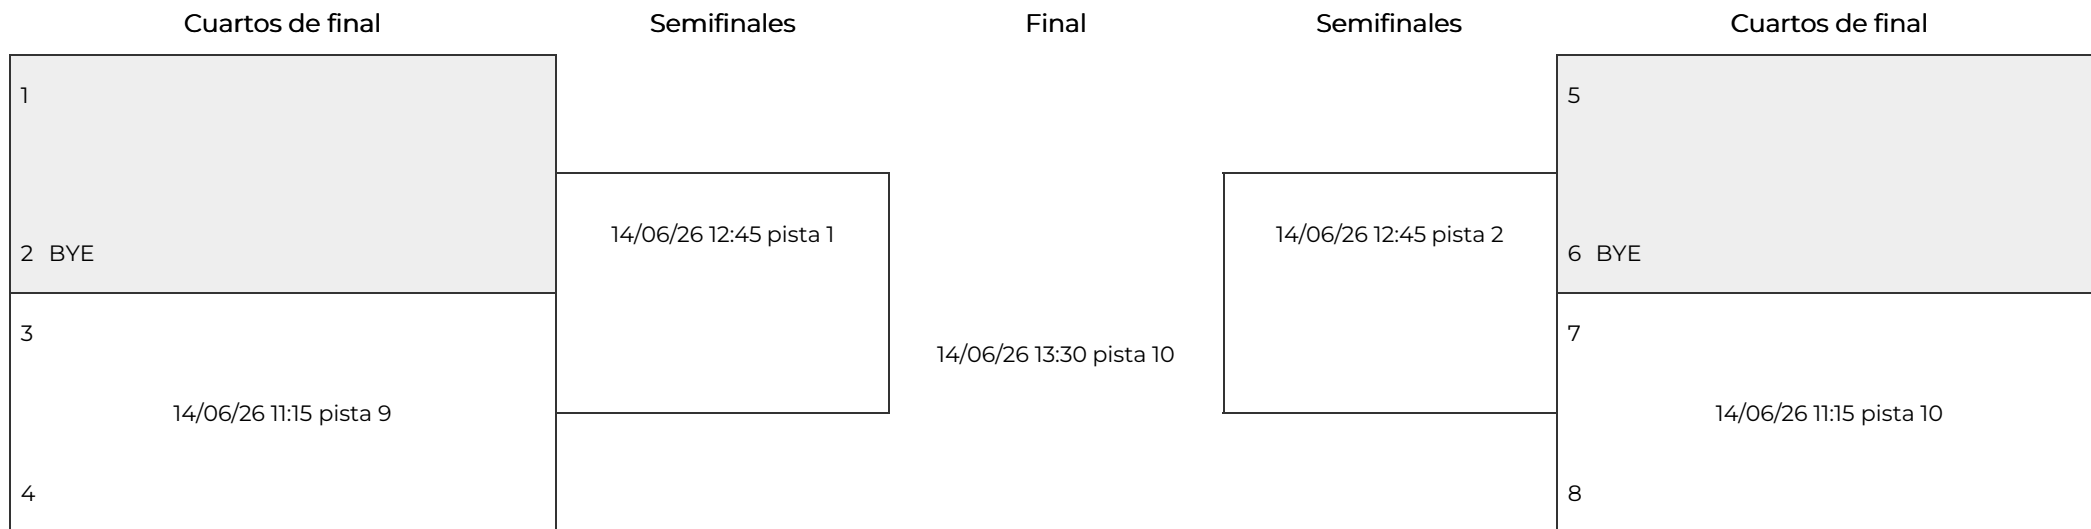 Cuartos de final Semifinales Final Semifinales Cuartos de final
1
5
14/06/26 12:45 pista 1
14/06/26 12:45 pista 2
2 BYE
6 BYE
3
7
14/06/26 13:30 pista 10
14/06/26 11:15 pista 9
14/06/26 11:15 pista 10
4
8